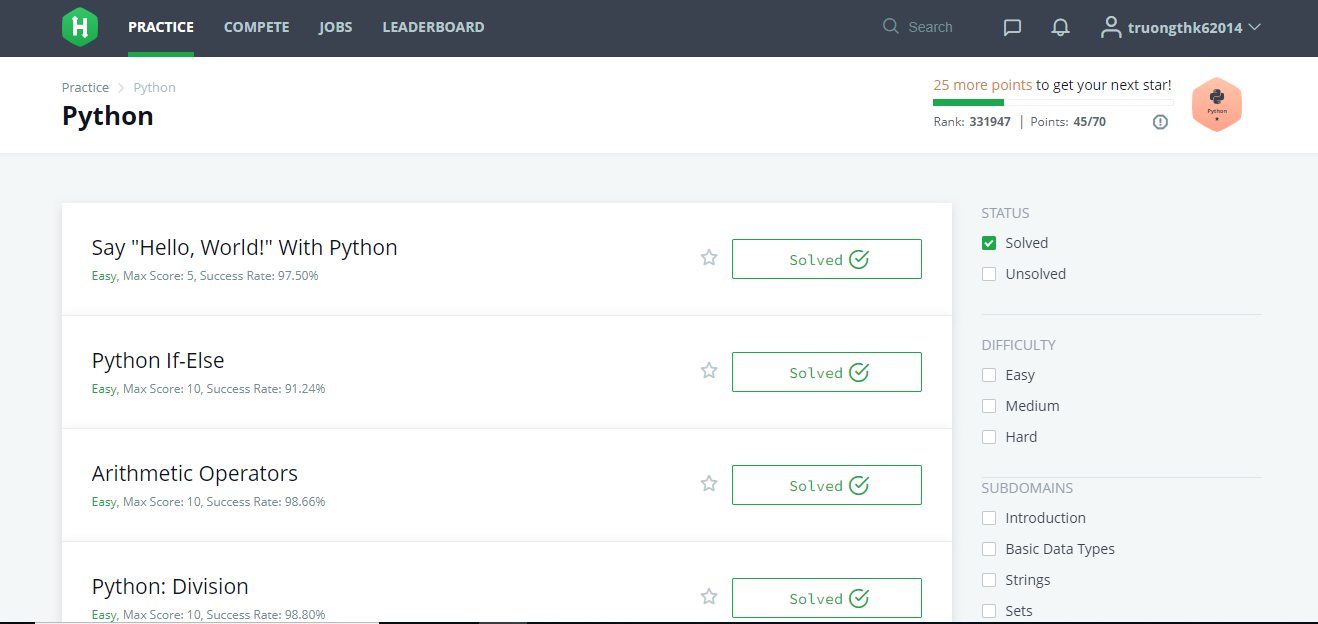 H
PRACTICE COMPETE JOBS LEADERBOARD Search truongthk62014
Practice > Python
Python
25 more points to get your next star!
Rank: 331947 | Points: 45/70
Python
Say "Hello, World!" With Python
Easy, Max Score: 5, Success Rate: 97.50%
Solved
Python If-Else
Easy, Max Score: 10, Success Rate: 91.24%
Solved
Arithmetic Operators
Easy, Max Score: 10, Success Rate: 98.66%
Solved
Python: Division
Easy, Max Score: 10, Success Rate: 98.80%
Solved
STATUS
Solved
Unsolved
DIFFICULTY
Easy
Medium
Hard
SUBDOMAINS
Introduction
Basic Data Types
Strings
Sets